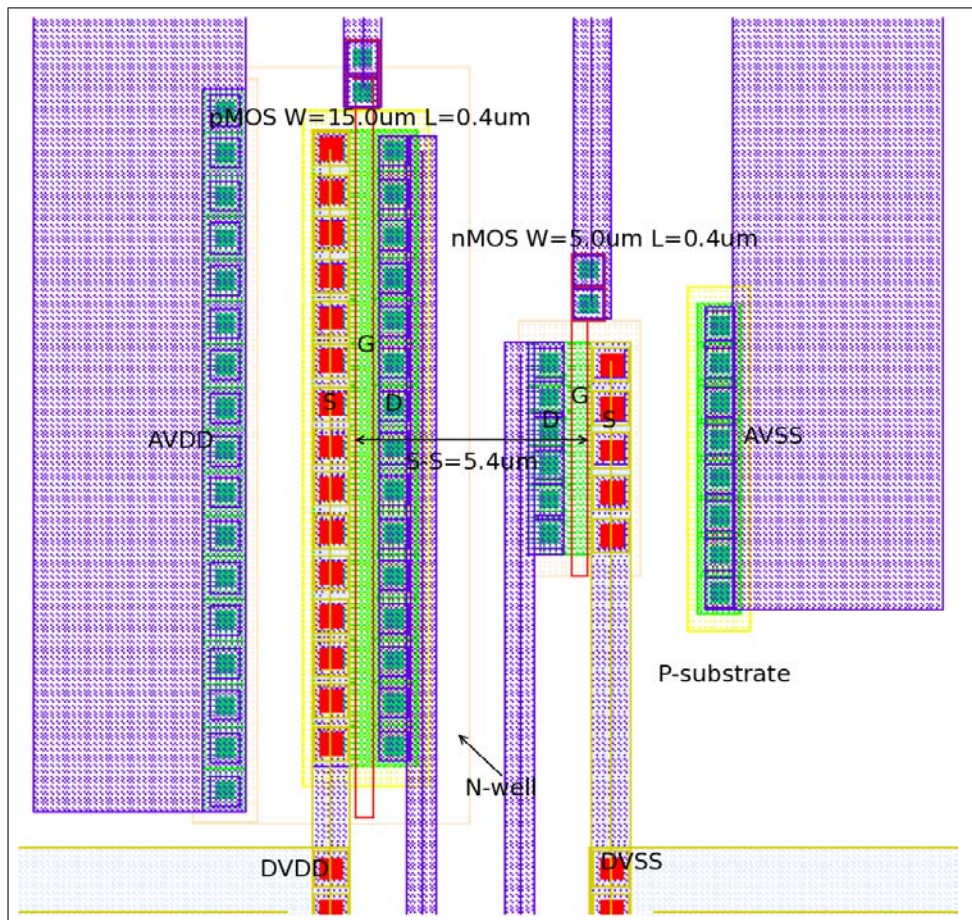 pMOS W=15.0um L=0.4um
nMOS W=5.0um L=0.4um
G
S
D
G
D
S
AVDD
AVSS
S-S=5.4um
P-substrate
N-well
DVDD
DVSS